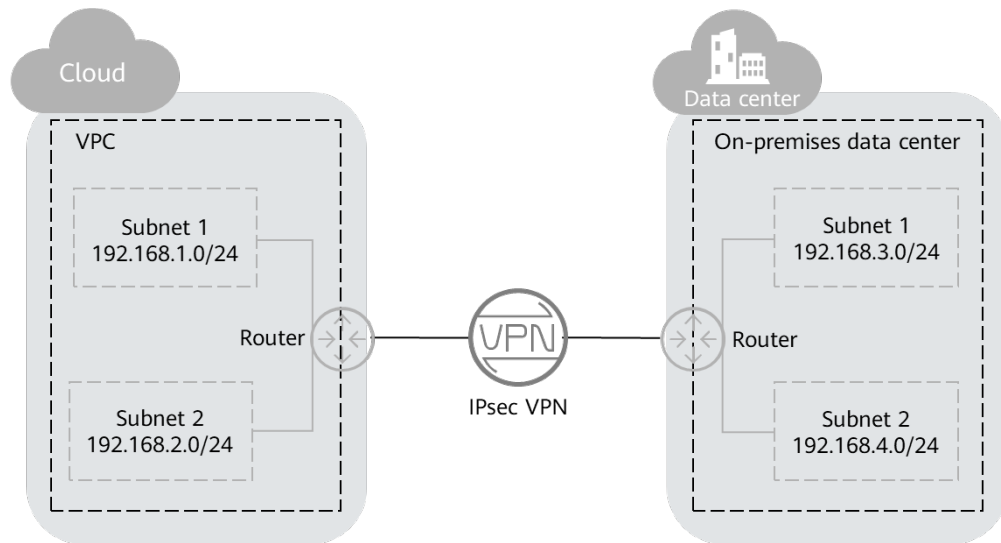 Cloud
VPC
Subnet 1
192.168.1.0/24
Router
Subnet 2
192.168.2.0/24
VPN
IPsec VPN
Data center
On-premises data center
Subnet 1
192.168.3.0/24
Router
Subnet 2
192.168.4.0/24